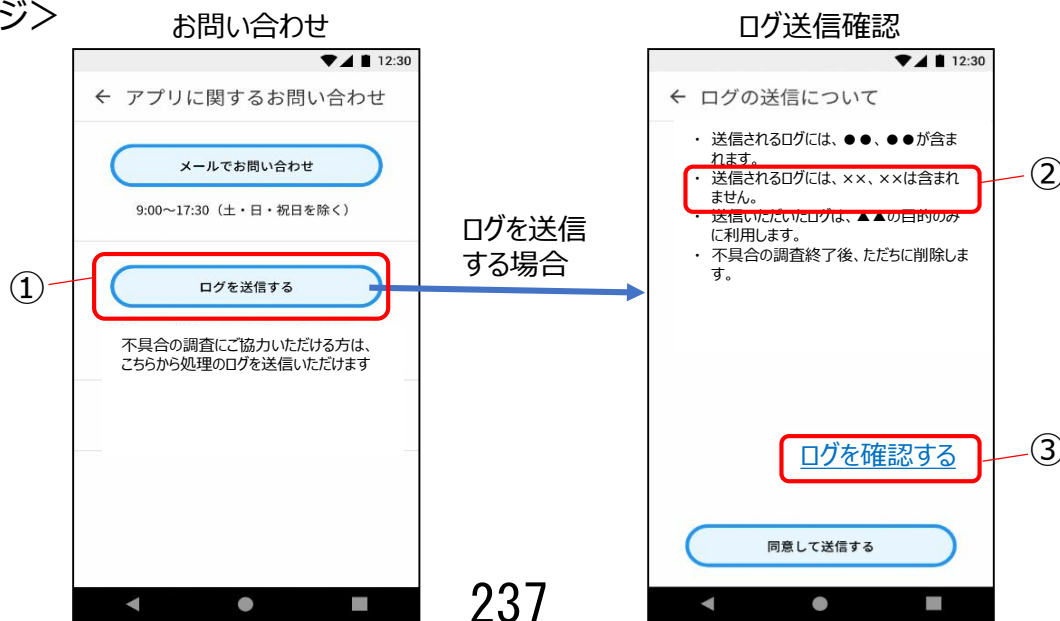 ジ＞
お問い合わせ
12:30
← アプリに関するお問い合わせ
メールでお問い合わせ
9:00～17:30（土・日・祝日を除く）
①
ログを送信する
不具合の調査にご協力いただける方は、
こちらから処理のログを送信いただけます
ログを送信
する場合
ログ送信確認
12:30
← ログの送信について
・ 送信されるログには、●●、●●が含ま
れます。
・ 送信されるログには、××、××は含まれ
ません。
②
・ 送信いただいたログは、▲▲の目的のみ
に利用します。
・ 不具合の調査終了後、ただちに削除しま
す。
ログを確認する
③
同意して送信する
237